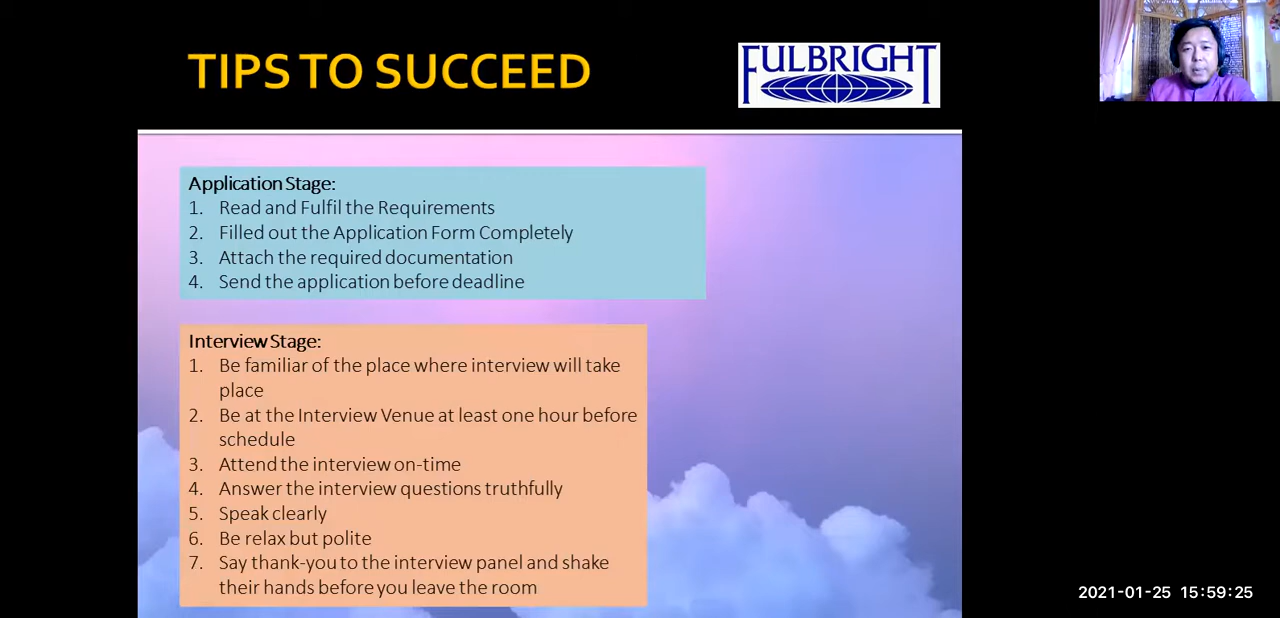 TIPS TO SUCCEED
FULBRIGHT
Application Stage:
1. Read and Fulfil the Requirements
2. Filled out the Application Form Completely
3. Attach the required documentation
4. Send the application before deadline
Interview Stage:
1. Be familiar of the place where interview will take
place
2. Be at the Interview Venue at least one hour before
schedule
3. Attend the interview on-time
4. Answer the interview questions truthfully
5. Speak clearly
6. Be relax but polite
7. Say thank-you to the interview panel and shake
their hands before you leave the room
2021-01-25 15:59:25